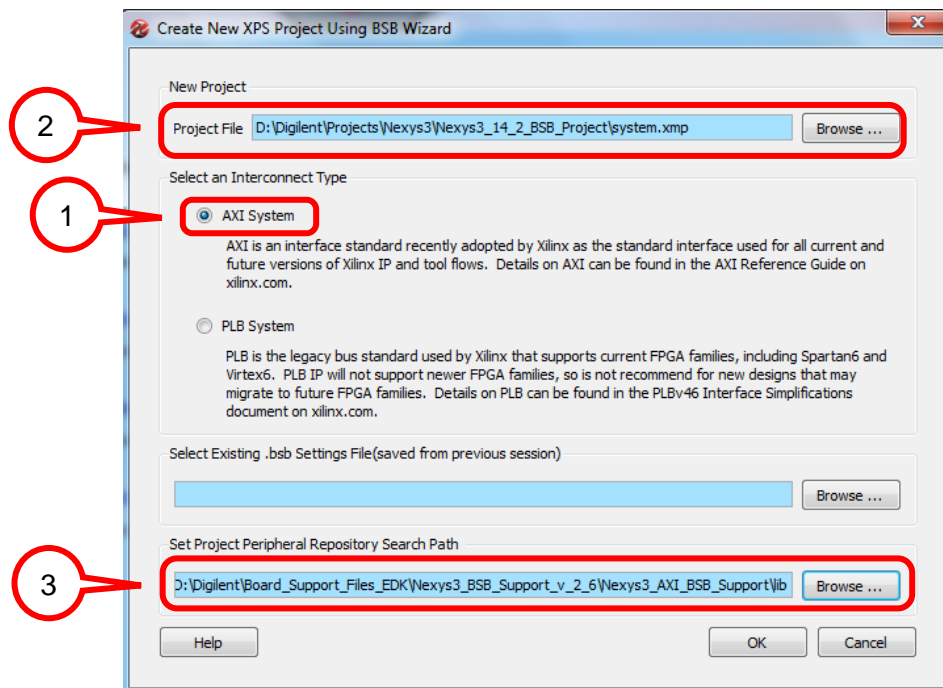 Create New XPS Project Using BSB Wizard
New Project
2
Project File D:\Digilent\Projects\Nexys3\Nexys3_14_2_BSB_Project\system.xmp Browse ...
Select an Interconnect Type
1
AXI System
AXI is an interface standard recently adopted by Xilinx as the standard interface used for all current and
future versions of Xilinx IP and tool flows. Details on AXI can be found in the AXI Reference Guide on
xilinx.com.
PLB System
PLB is the legacy bus standard used by Xilinx that supports current FPGA families, including Spartan6 and
Virtex6. PLB IP will not support newer FPGA families, so is not recommend for new designs that may
migrate to future FPGA families. Details on PLB can be found in the PLBv46 Interface Simplifications
document on xilinx.com.
Select Existing .bsb Settings File(saved from previous session)
Browse ...
Set Project Peripheral Repository Search Path
3
D:\Digilent\Board_Support_Files_EDK\Nexys3_BSB_Support_v_2_6\Nexys3_AXI_BSB_Support\lib Browse ...
Help OK Cancel